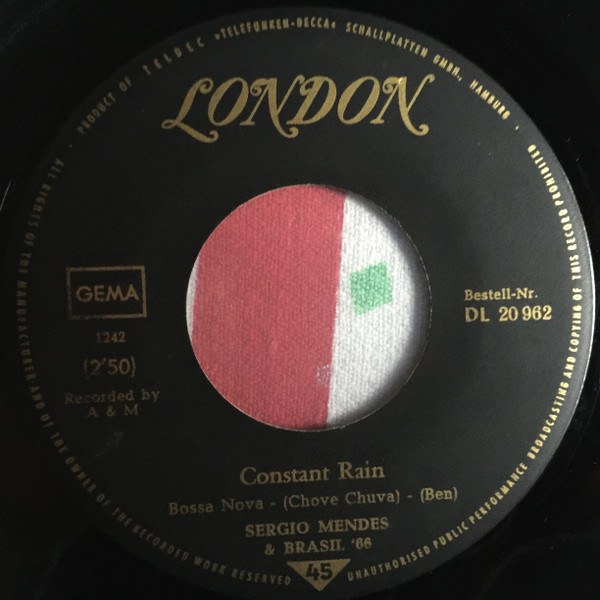 · PRODUCT OF TELDEC »TELEFUNKEN-DECCA« SCHALLPLATTEN GMBH., HAMBURG ·
LONDON
GEMA
1242
(2'50)
Recorded by
A & M
Bestell-Nr.
DL 20 962
Constant Rain
Bossa Nova - (Chove Chuva) - (Ben)
SERGIO MENDES
& BRASIL '66
45
ALL RIGHTS OF THE MANUFACTURER AND OF THE OWNER OF THE RECORDED WORK RESERVED
UNAUTHORISED PUBLIC PERFORMANCE BROADCASTING AND COPYING OF THIS RECORD PROHIBITED